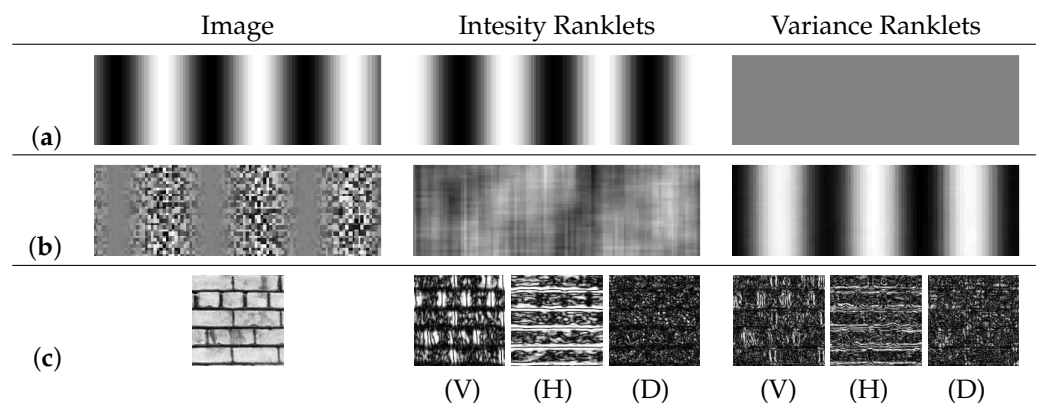 Image Intesity Ranklets Variance Ranklets
(a)
(b)
(c)
(V) (H) (D) (V) (H) (D)